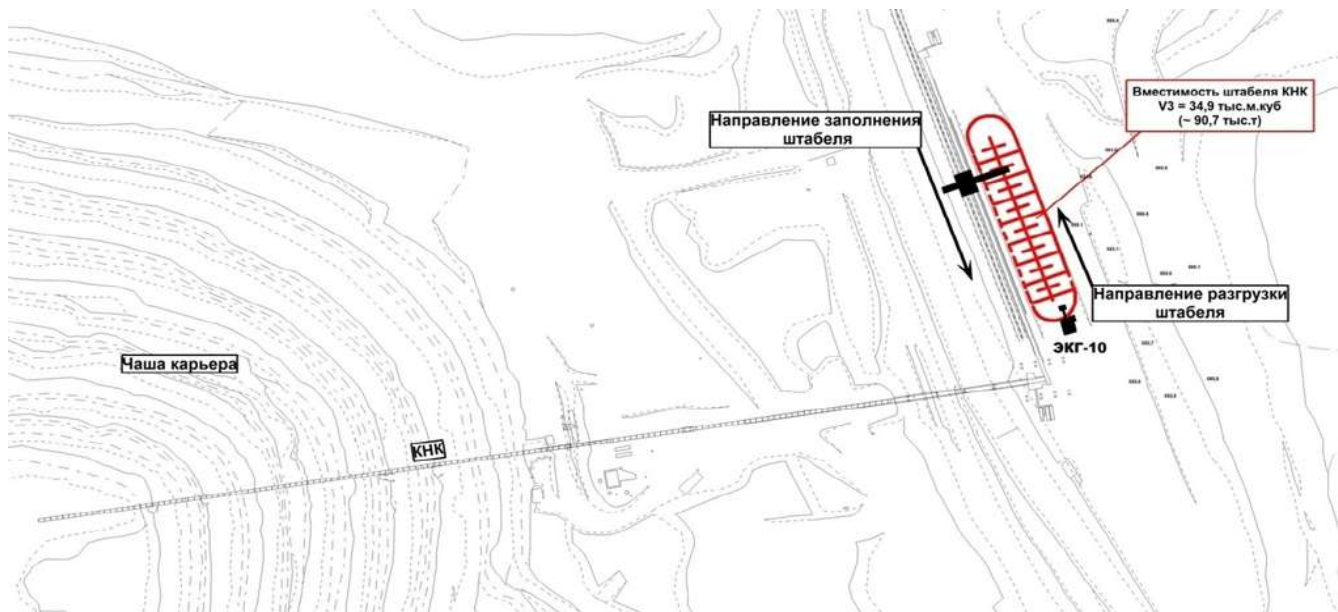 Вместимость штабеля КНК
V3 = 34,9 тыс.м.куб
(~ 90,7 тыс.т)
Направление заполнения
штабеля
Направление разгрузки
штабеля
ЭКГ-10
Чаша карьера
КНК